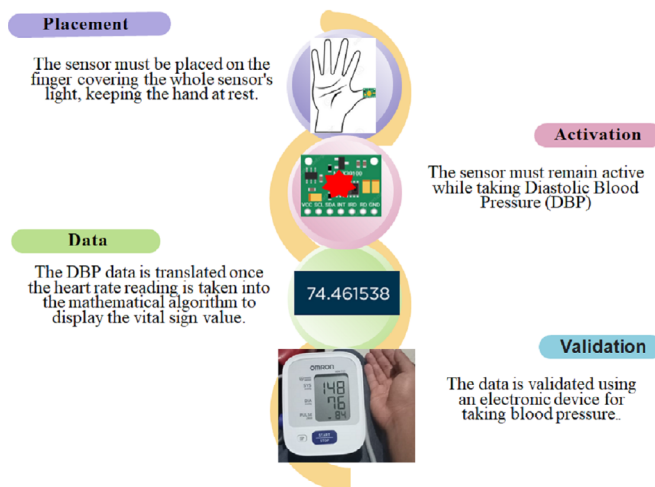 Placement
The sensor must be placed on the
finger covering the whole sensor's
light, keeping the hand at rest.
Activation
The sensor must remain active
while taking Diastolic Blood
Pressure (DBP)
VCC SCL SDA INT IRD RD GND
Data
The DBP data is translated once
the heart rate reading is taken into
the mathematical algorithm to
display the vital sign value.
74.461538
Validation
The data is validated using
an electronic device for
taking blood pressure..
OMRON
148
76
84
START
STOP